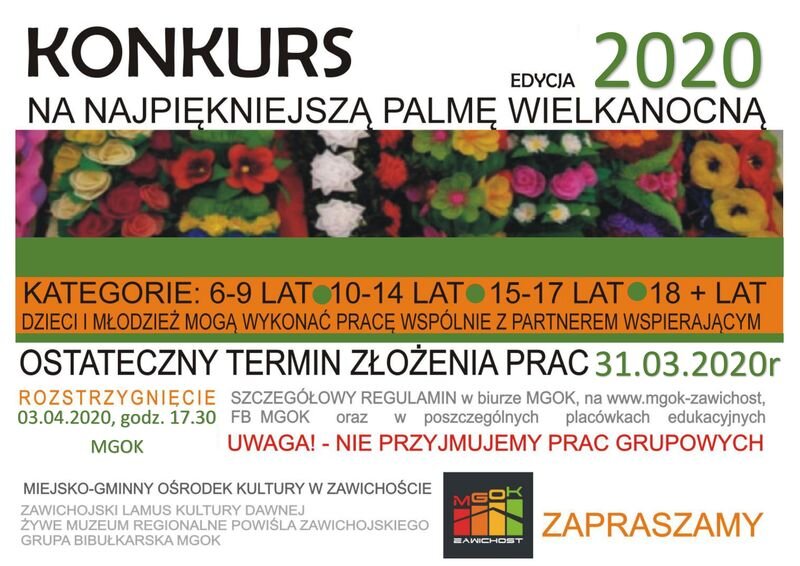 KONKURS
EDYCJA 2020
NA NAJPIĘKNIEJSZĄ PALMĘ WIELKANOCNĄ
KATEGORIE: 6-9 LAT ● 10-14 LAT ● 15-17 LAT ● 18 + LAT
DZIECI I MŁODZIEŻ MOGĄ WYKONAĆ PRACĘ WSPÓLNIE Z PARTNEREM WSPIERAJĄCYM
OSTATECZNY TERMIN ZŁOŻENIA PRAC 31.03.2020r
ROZSTRZYGNIĘCIE
03.04.2020, godz. 17.30
MGOK
SZCZEGÓŁOWY REGULAMIN w biurze MGOK, na www.mgok-zawichost,
FB MGOK oraz w poszczególnych placówkach edukacyjnych
UWAGA! - NIE PRZYJMUJEMY PRAC GRUPOWYCH
MIEJSKO-GMINNY OŚRODEK KULTURY W ZAWICHOŚCIE
ZAWICHOJSKI LAMUS KULTURY DAWNEJ
ŻYWE MUZEUM REGIONALNE POWIŚLA ZAWICHOJSKIEGO
GRUPA BIBUŁKARSKA MGOK
MGOK
ZAWICHOST
ZAPRASZAMY